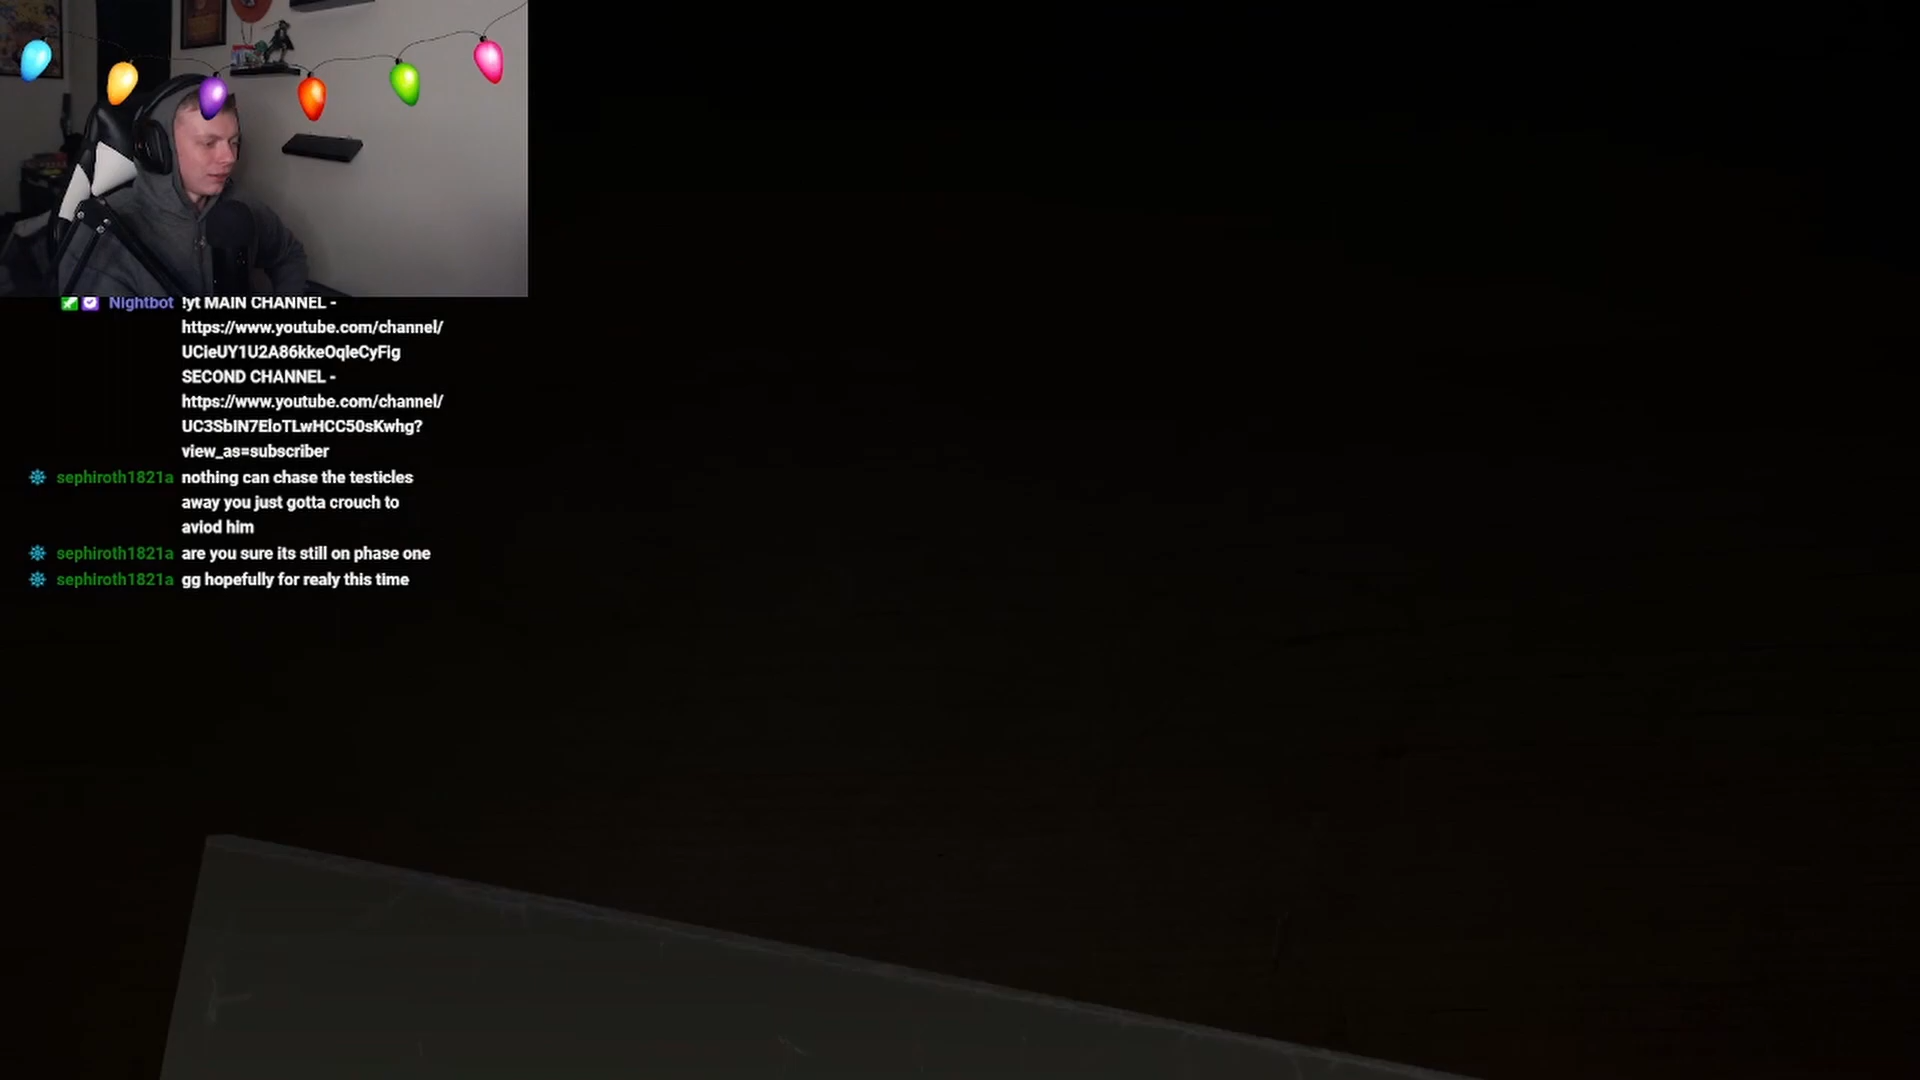 Nightbot !yt MAIN CHANNEL -
https://www.youtube.com/channel/
UCieUY1U2A86kkeOqleCyFig
SECOND CHANNEL -
https://www.youtube.com/channel/
UC3SbIN7EloTLwHCC50sKwhg?
view_as=subscriber
sephiroth1821a nothing can chase the testicles
away you just gotta crouch to
aviod him
sephiroth1821a are you sure its still on phase one
sephiroth1821a gg hopefully for realy this time